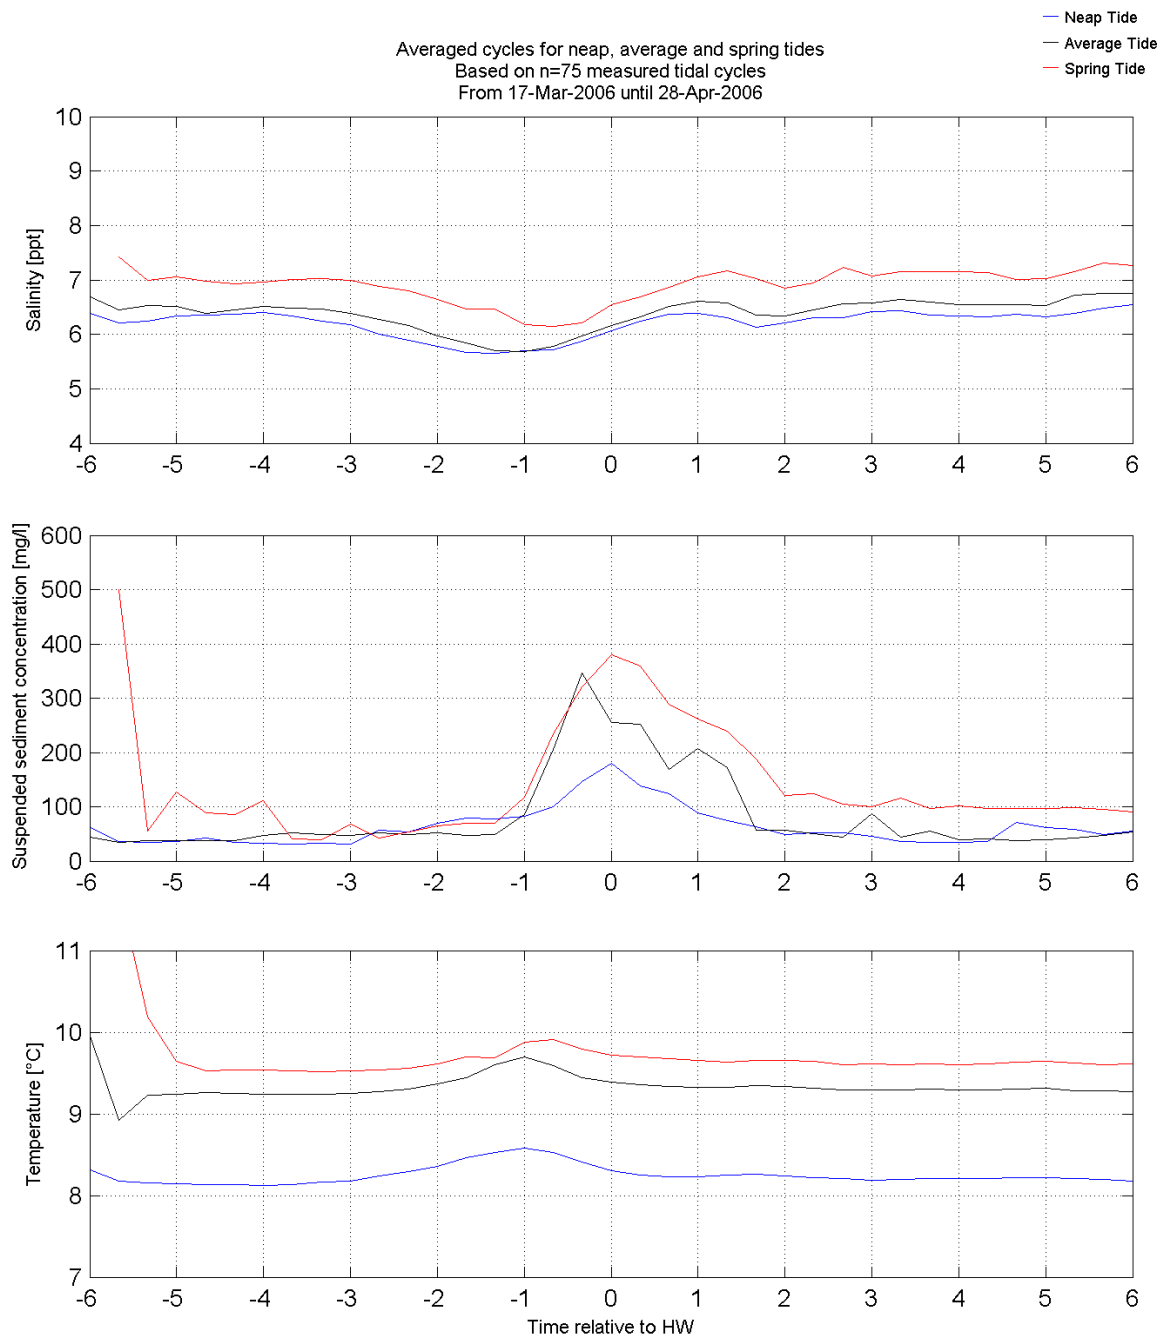 Neap Tide
Average Tide
Spring Tide
Averaged cycles for neap, average and spring tides
Based on n=75 measured tidal cycles
From 17-Mar-2006 until 28-Apr-2006
Salinity [ppt]
10
9
8
7
6
5
4
-6 -5 -4 -3 -2 -1 0 1 2 3 4 5 6
Suspended sediment concentration [mg/l]
600
500
400
300
200
100
0
-6 -5 -4 -3 -2 -1 0 1 2 3 4 5 6
Temperature [°C]
11
10
9
8
7
-6 -5 -4 -3 -2 -1 0 1 2 3 4 5 6
Time relative to HW